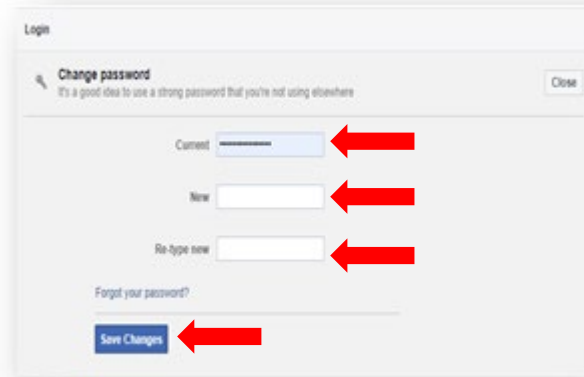 Login
Change password
It's a good idea to use a strong password that you're not using elsewhere
Close
Current
New
Re-type new
Forgot your password?
Save Changes